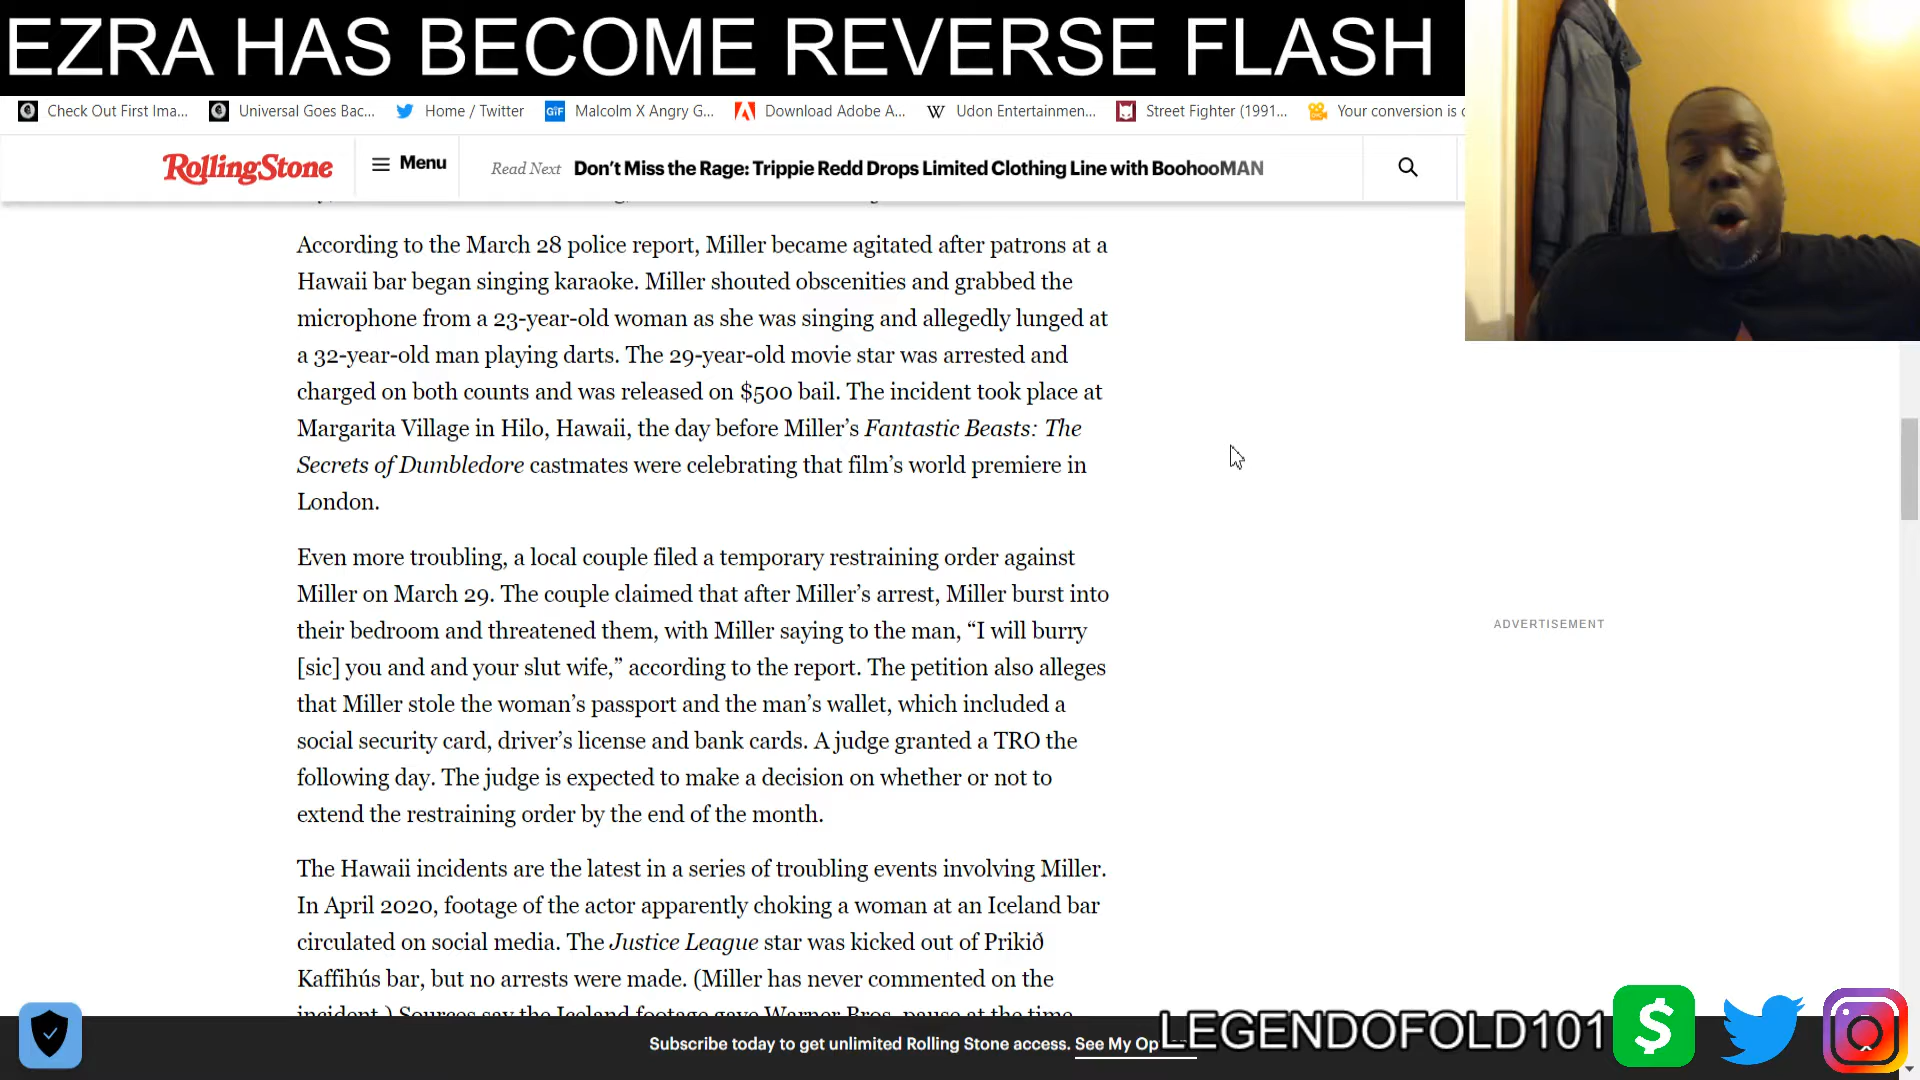 EZRA HAS BECOME REVERSE FLASH
Check Out First Ima... Universal Goes Bac... Home / Twitter GIF Malcolm X Angry G... Download Adobe A... W Udon Entertainmen... Street Fighter (1991... Your conversion is
RollingStone Menu Read Next Don't Miss the Rage: Trippie Redd Drops Limited Clothing Line with BoohooMAN
According to the March 28 police report, Miller became agitated after patrons at a
Hawaii bar began singing karaoke. Miller shouted obscenities and grabbed the
microphone from a 23-year-old woman as she was singing and allegedly lunged at
a 32-year-old man playing darts. The 29-year-old movie star was arrested and
charged on both counts and was released on $500 bail. The incident took place at
Margarita Village in Hilo, Hawaii, the day before Miller's Fantastic Beasts: The
Secrets of Dumbledore castmates were celebrating that film's world premiere in
London.
Even more troubling, a local couple filed a temporary restraining order against
Miller on March 29. The couple claimed that after Miller's arrest, Miller burst into
their bedroom and threatened them, with Miller saying to the man, “I will burry
[sic] you and and your slut wife,” according to the report. The petition also alleges
that Miller stole the woman's passport and the man's wallet, which included a
social security card, driver's license and bank cards. A judge granted a TRO the
following day. The judge is expected to make a decision on whether or not to
extend the restraining order by the end of the month.
ADVERTISEMENT
The Hawaii incidents are the latest in a series of troubling events involving Miller.
In April 2020, footage of the actor apparently choking a woman at an Iceland bar
circulated on social media. The Justice League star was kicked out of Prikið
Kaffihús bar, but no arrests were made. (Miller has never commented on the
incident.) Sources say the Iceland footage gave Warner Bros. pause at the time
Subscribe today to get unlimited Rolling Stone access. See My
LEGENDOFOLD101 $